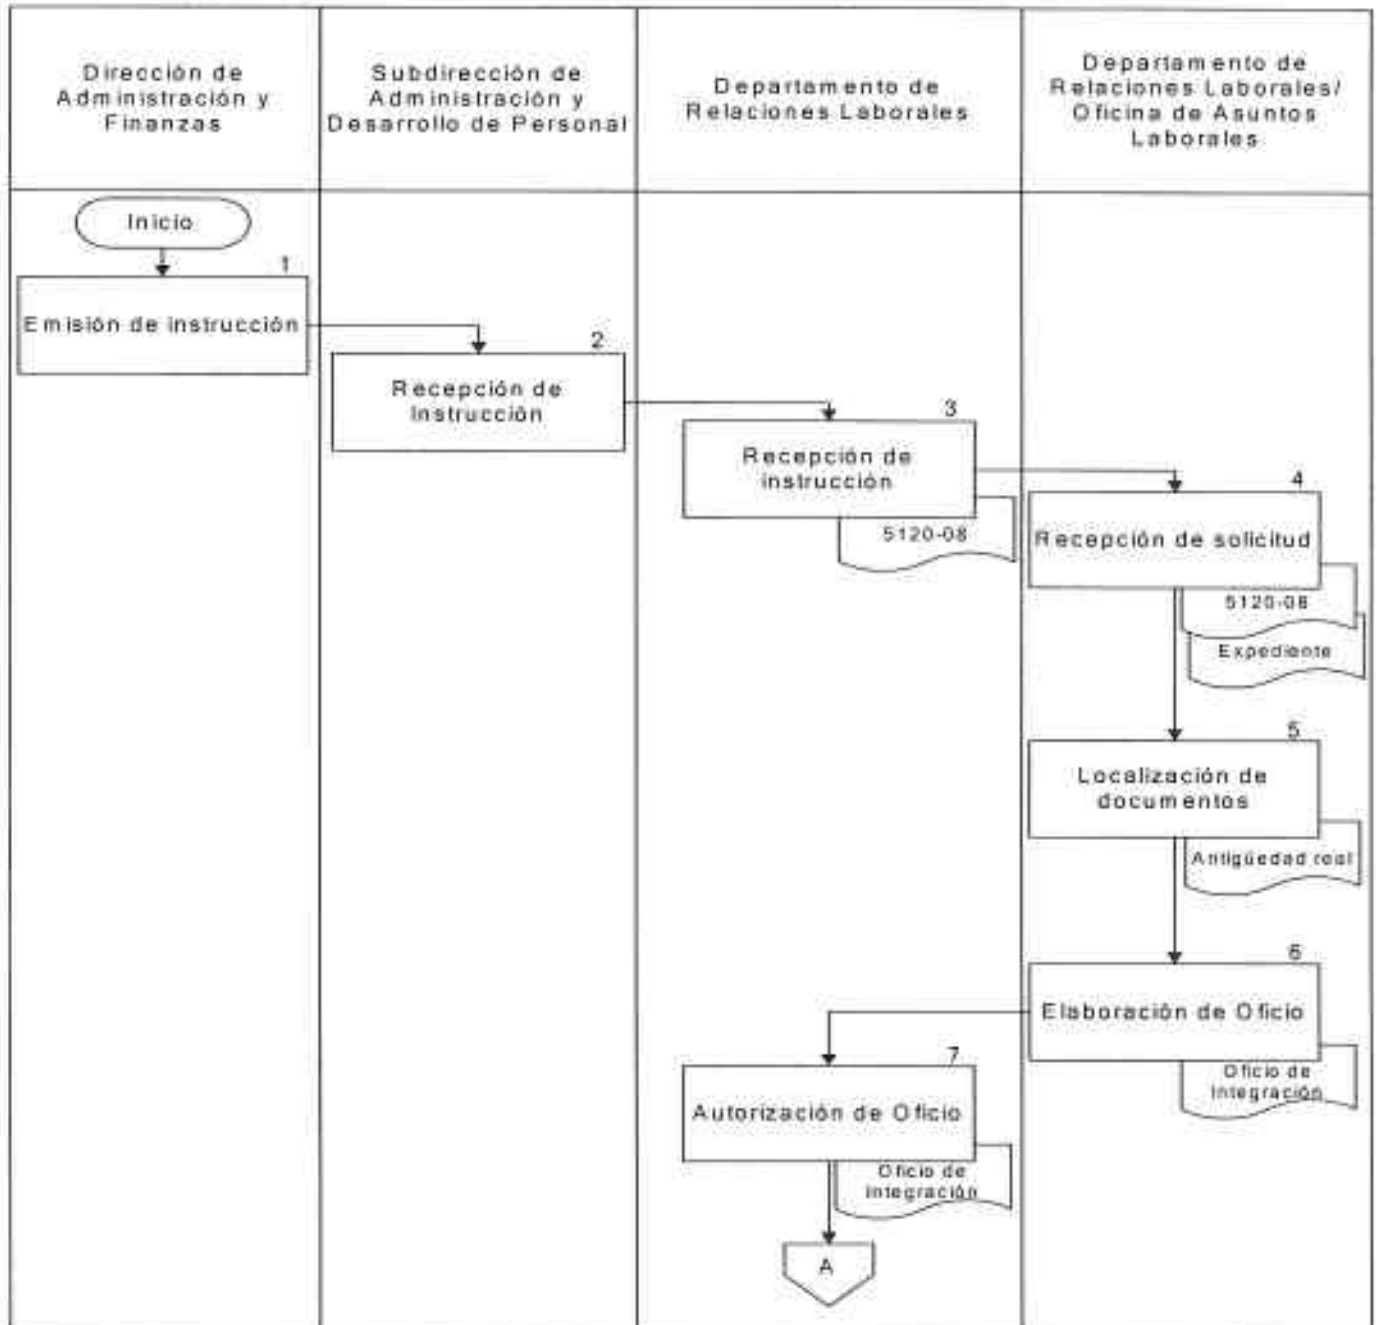 Dirección de
Administración y
Finanzas
Subdirección de
Administración y
Desarrollo de Personal
Departamento de
Relaciones Laborales
Departamento de
Relaciones Laborales/
Oficina de Asuntos
Laborales
Inicio
1
Emisión de instrucción
2
Recepción de
Instrucción
3
Recepción de
instrucción
5120-08
4
Recepción de solicitud
5120-08
Expediente
5
Localización de
documentos
Antigüedad real
6
Elaboración de Oficio
Oficio de
Integración
7
Autorización de Oficio
Oficio de
Integración
A